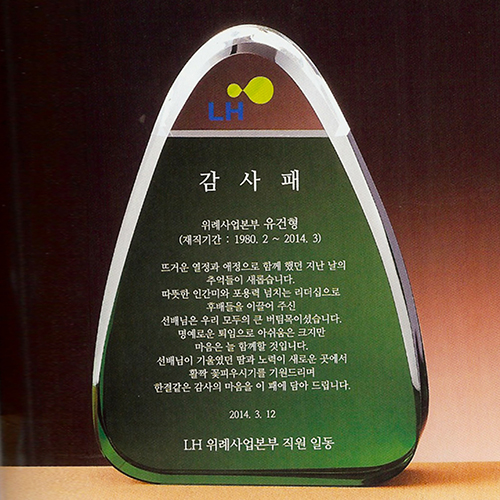 LH
감 사 패
위례사업본부 유건형
(재직기간 : 1980. 2 ~ 2014. 3)
뜨거운 열정과 애정으로 함께 했던 지난 날의
추억들이 새롭습니다.
따뜻한 인간미와 포용력 넘치는 리더십으로
후배들을 이끌어 주신
선배님은 우리 모두의 큰 버팀목이셨습니다.
명예로운 퇴임으로 아쉬움은 크지만
마음은 늘 함께할 것입니다.
선배님이 기울였던 땀과 노력이 새로운 곳에서
활짝 꽃피우시기를 기원드리며
한결같은 감사의 마음을 이 패에 담아 드립니다.
2014. 3. 12
LH 위례사업본부 직원 일동